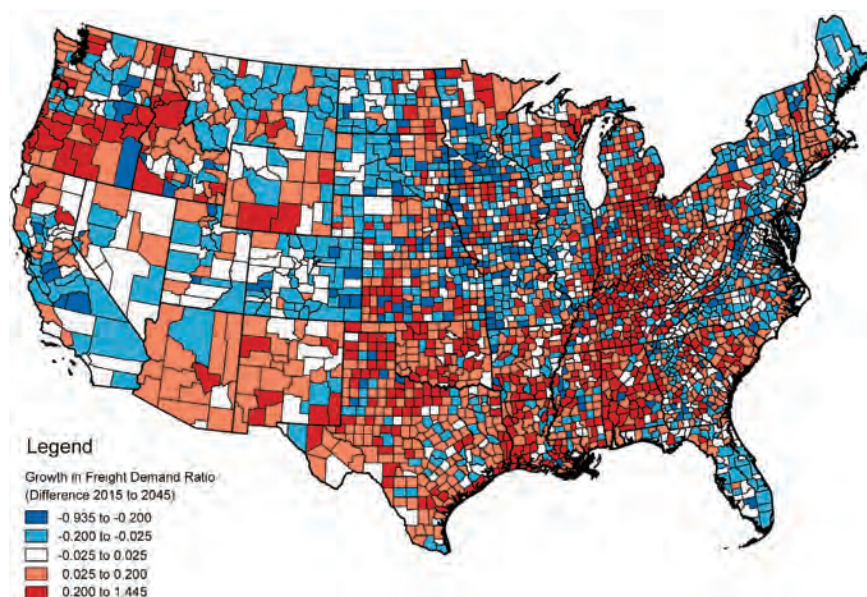 Legend
Growth in Freight Demand Ratio
(Difference 2015 to 2045)
-0.935 to -0.200
-0.200 to -0.025
-0.025 to 0.025
0.025 to 0.200
0.200 to 1.445